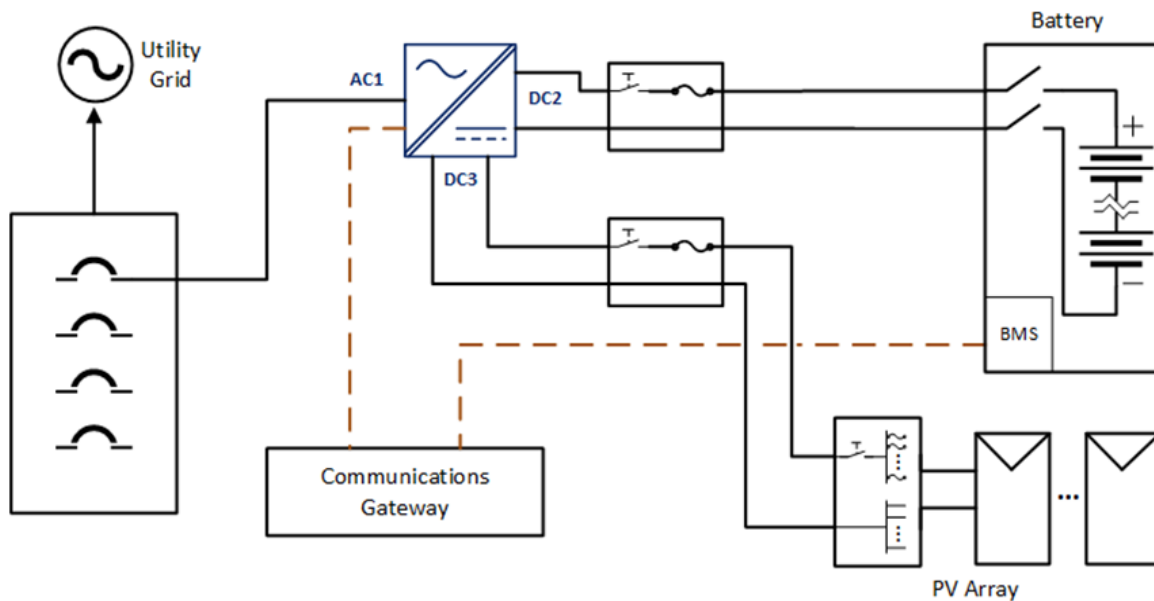 Battery
Utility
Grid
AC1
DC2
DC3
BMS
Communications
Gateway
PV Array